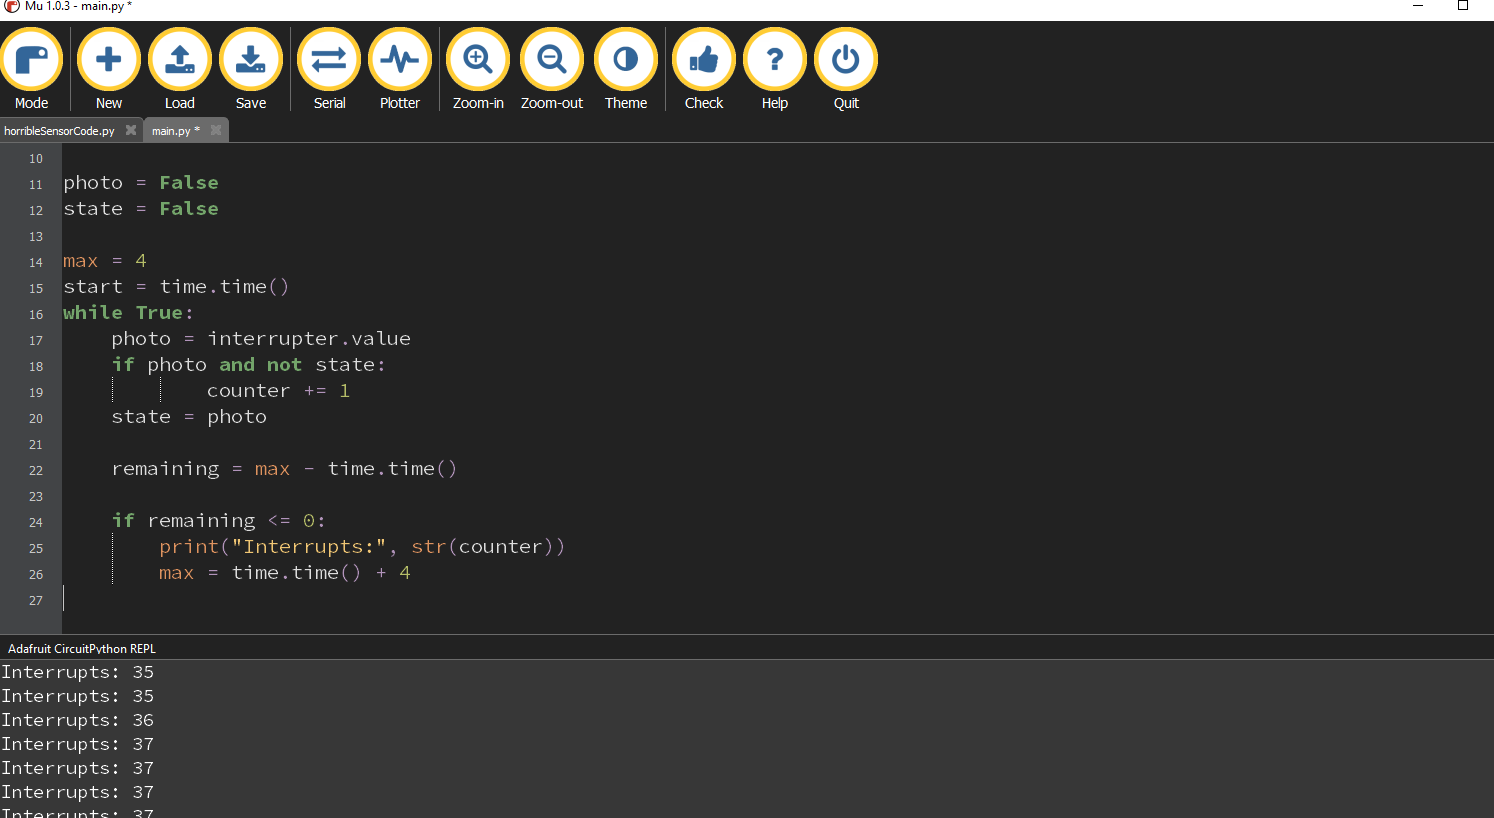 Mu 1.0.3 - main.py *
Mode New Load Save Serial Plotter Zoom-in Zoom-out Theme Check Help Quit
horribleSensorCode.py main.py *
10
11 photo = False
12 state = False
13
14 max = 4
15 start = time.time()
16 while True:
17 photo = interrupter.value
18 if photo and not state:
19 counter += 1
20 state = photo
21
22 remaining = max - time.time()
23
24 if remaining <= 0:
25 print("Interrupts:", str(counter))
26 max = time.time() + 4
27
Adafruit CircuitPython REPL
Interrupts: 35
Interrupts: 35
Interrupts: 36
Interrupts: 37
Interrupts: 37
Interrupts: 37
Interrupts: 37